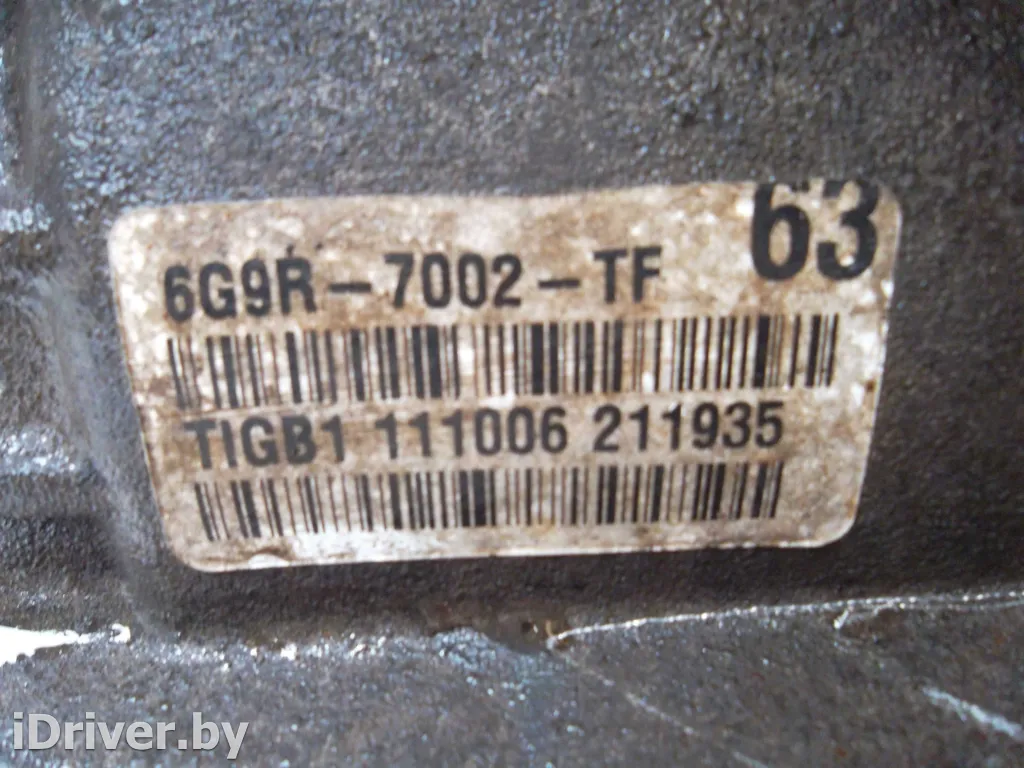 63
6G9R-7002-TF
TIGB1 111006 211935
iDriver.by